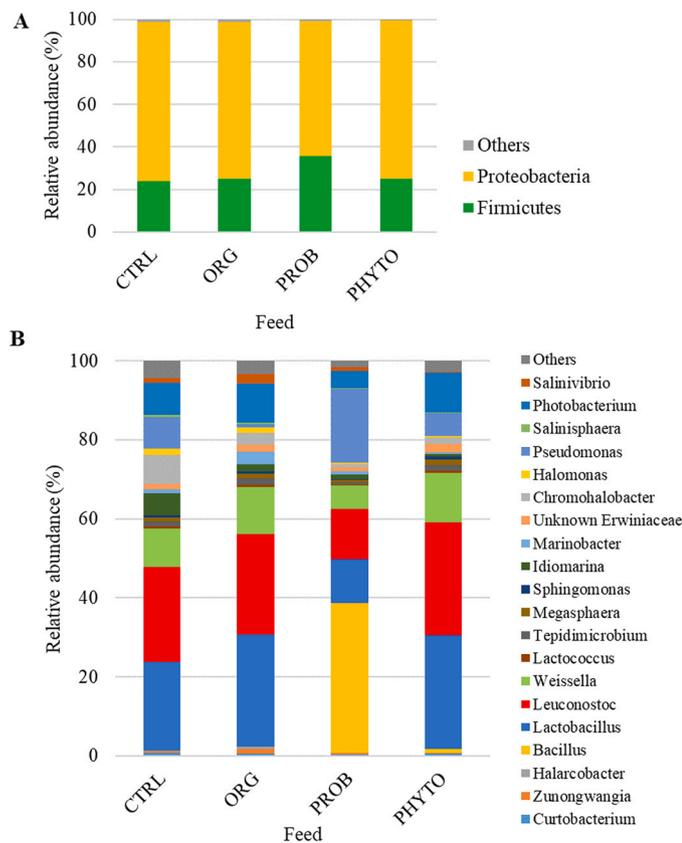 A
Relative abundance (%)
100
80
60
40
20
0
CTRL
ORG
PROB
PHYTO
Feed
Others
Proteobacteria
Firmicutes
B
Relative abundance (%)
100
80
60
40
20
0
CTRL
ORG
PROB
PHYTO
Feed
Others
Salinivibrio
Photobacterium
Salinisphaera
Pseudomonas
Halomonas
Chromohalobacter
Unknown Erwiniaceae
Marinobacter
Idiomarina
Sphingomonas
Megasphaera
Tepidimicrobium
Lactococcus
Weissella
Leuconostoc
Lactobacillus
Bacillus
Halarcobacter
Zunongwangia
Curtobacterium